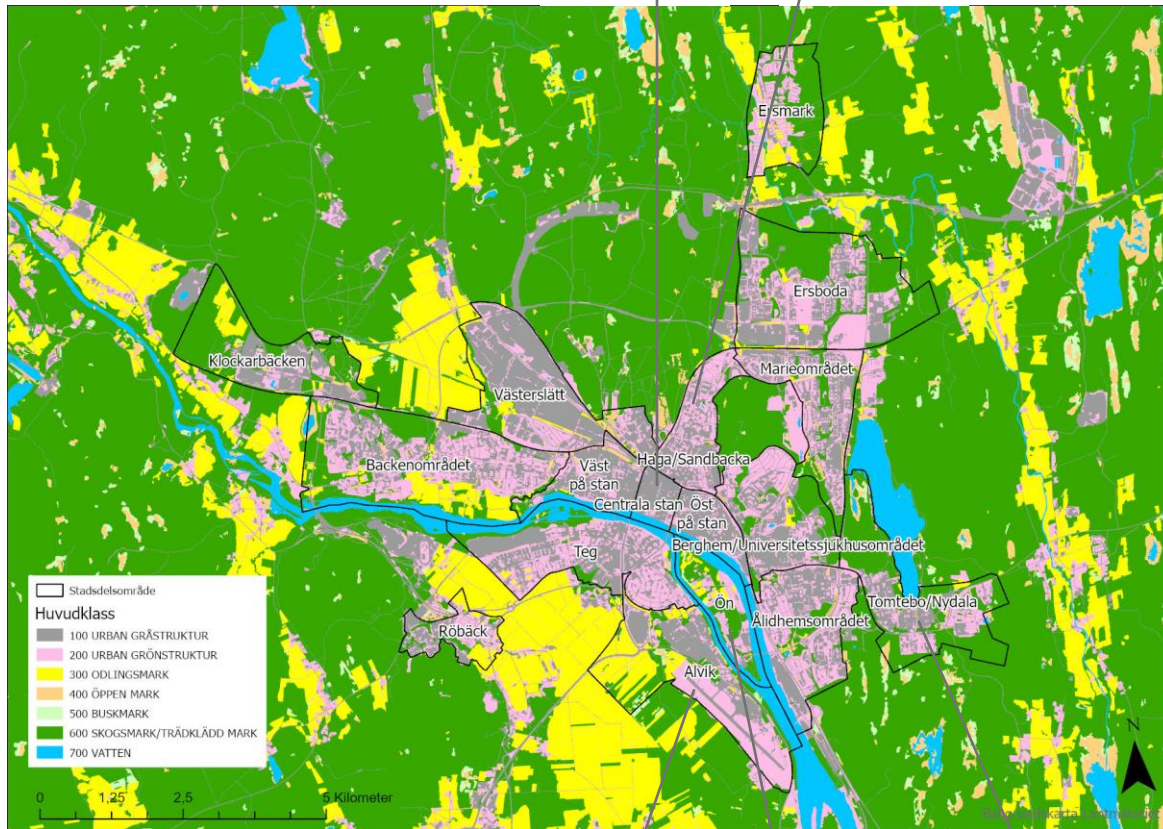 Ersmark
Ersboda
Klockarbäcken
Marieområdet
Västerslätt
Backenområdet
Väst
på stan
Haga/Sandbacka
Centrala stan
Öst
på stan
Teg
Berghem/Universitetssjukhusområdet
Ön
Tomtebo/Nydala
Ålidhemsområdet
Röbäck
Alvik
Stadsdelsområde
Huvudklass
100 URBAN GRÅSTRUKTUR
200 URBAN GRÖNSTRUKTUR
300 ODLINGSMARK
400 ÖPPEN MARK
500 BUSKMARK
600 SKOGSMARK/TRÄDKLÄDD MARK
700 VATTEN
N
0 1,25 2,5 5 Kilometer